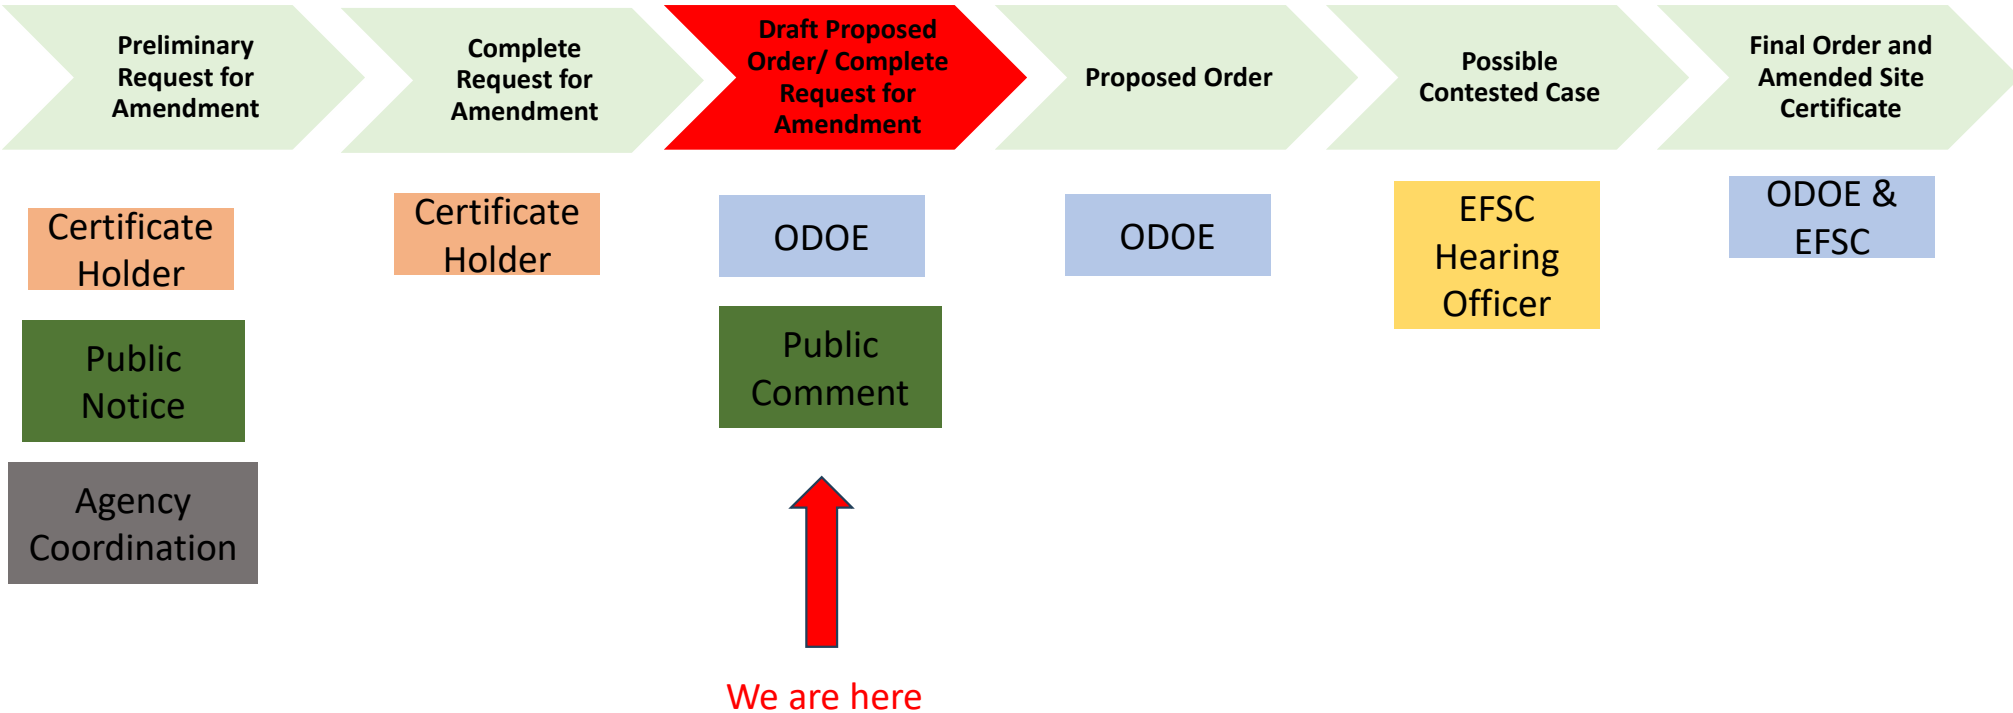 Preliminary
Request for
Amendment
Complete
Request for
Amendment
Draft Proposed
Order/ Complete
Request for
Amendment
Proposed Order
Possible
Contested Case
Final Order and
Amended Site
Certificate
Certificate
Holder
Public
Notice
Agency
Coordination
Certificate
Holder
ODOE
Public
Comment
We are here
ODOE
EFSC
Hearing
Officer
ODOE &
EFSC